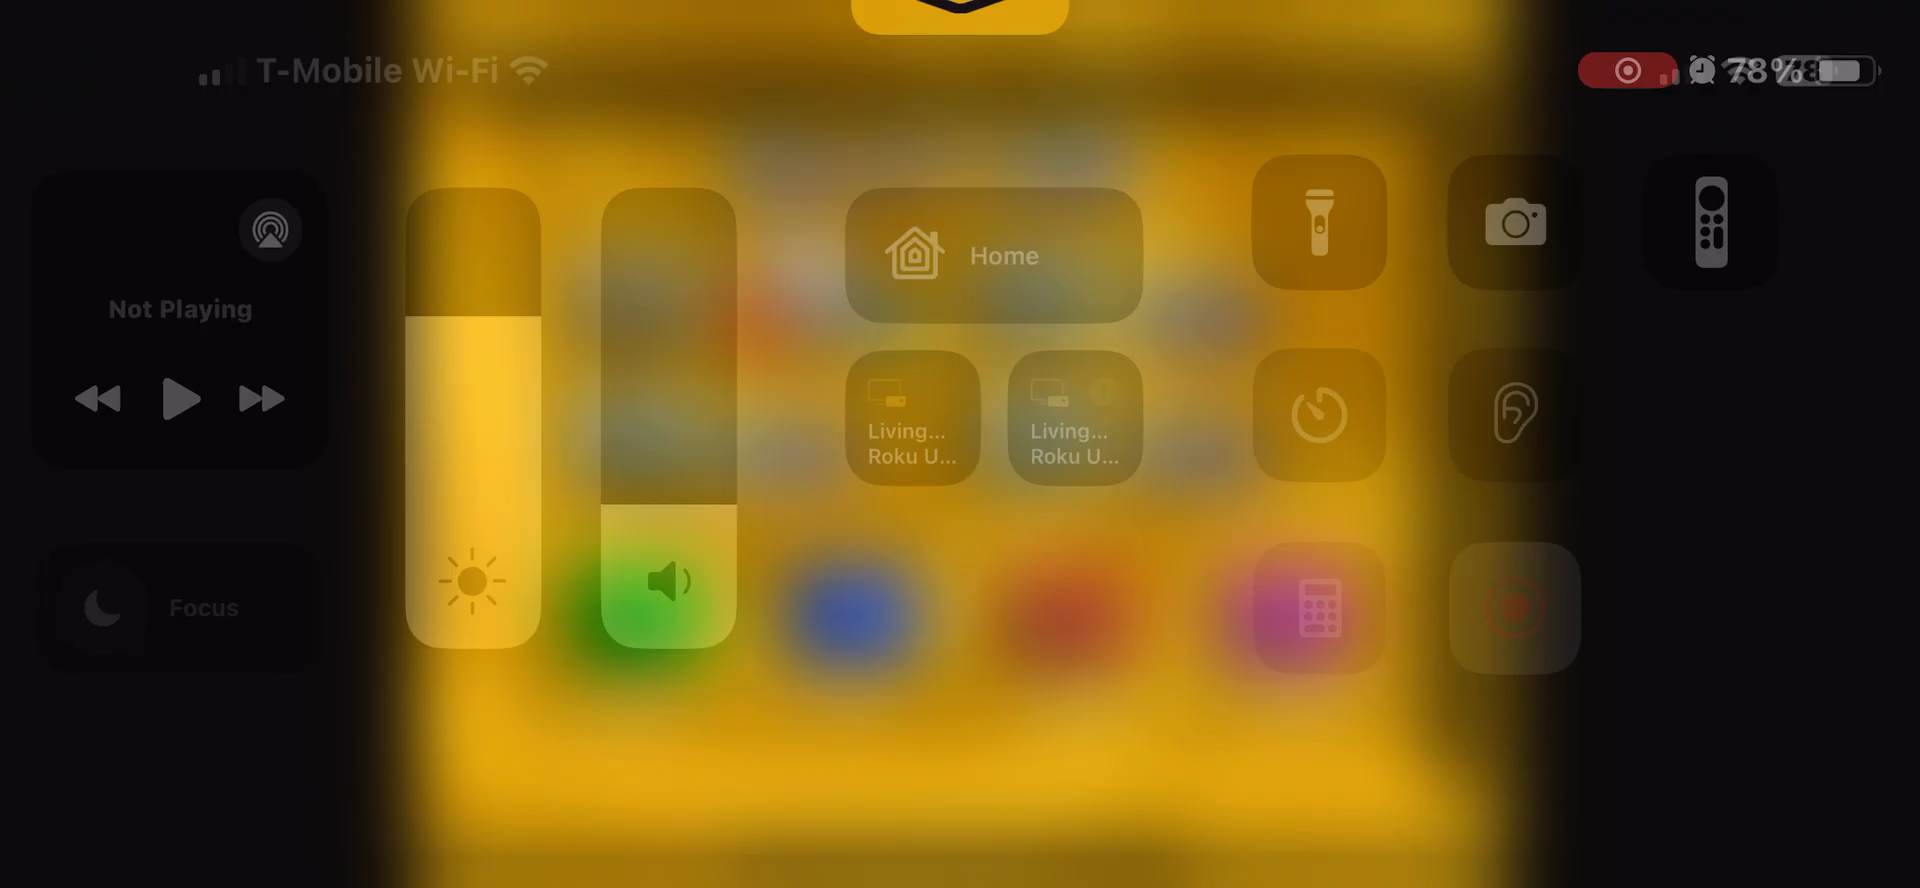 T-Mobile Wi-Fi
78%
Not Playing
Home
Living...
Roku U...
Living...
Roku U...
Focus